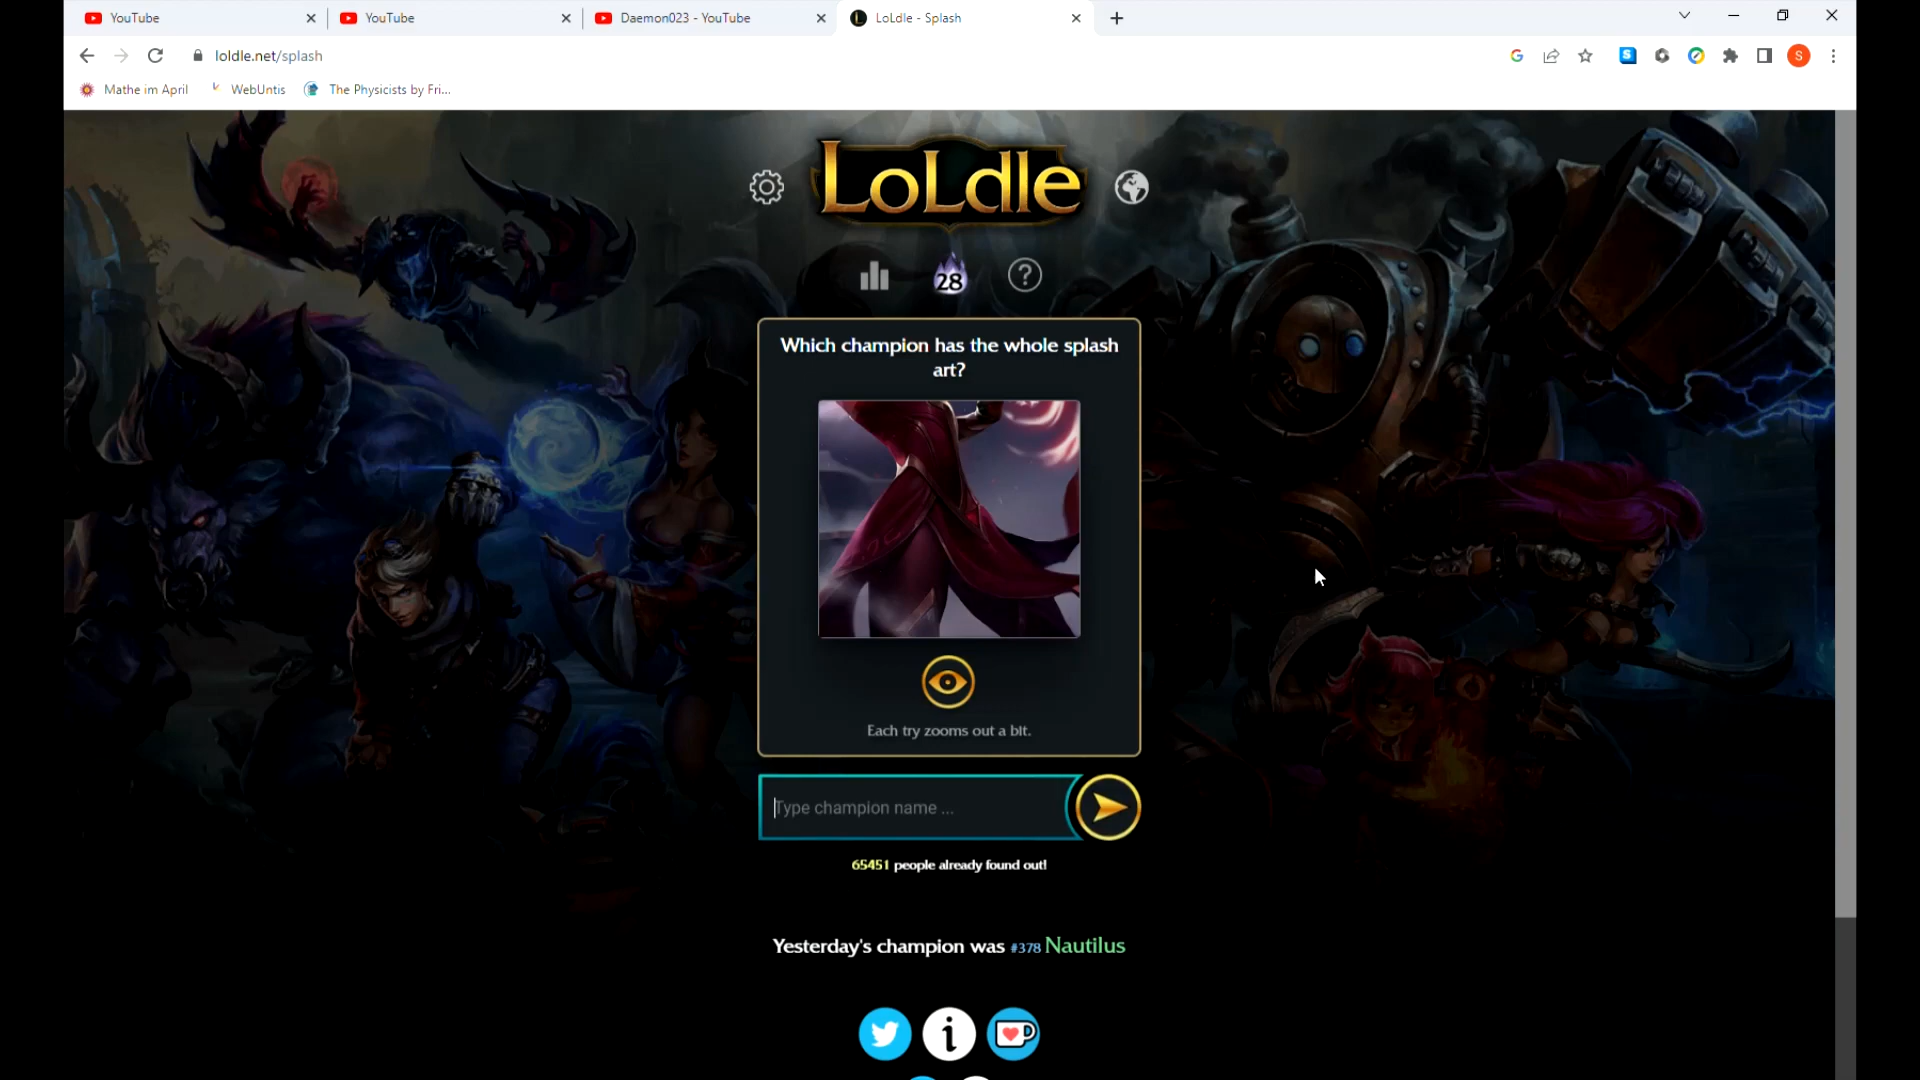 YouTube
YouTube
Daemon023 - YouTube
LoLdle - Splash
loldle.net/splash
Mathe im April
WebUntis
The Physicists by Fri...
LoLdle
28
Which champion has the whole splash
art?
Each try zooms out a bit.
Type champion name ...
65451 people already found out!
Yesterday's champion was #378 Nautilus